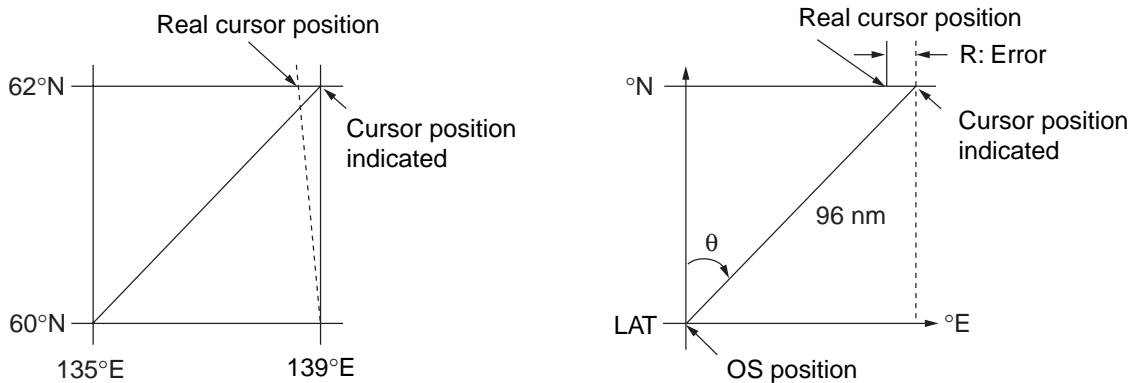 Real cursor position
62°N
Cursor position
indicated
60°N
135°E
139°E
Real cursor position
R: Error
°N
Cursor position
indicated
96 nm
θ
LAT
°E
OS position